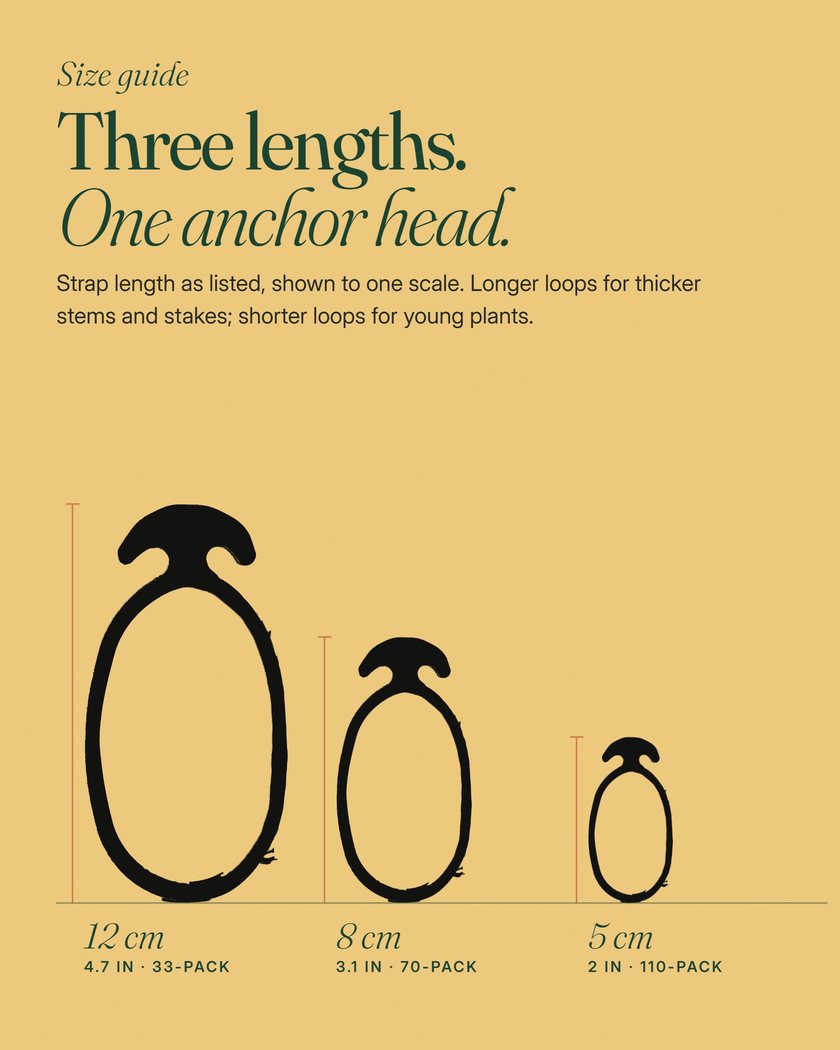 Size guide
Three lengths.
One anchor head.
Strap length as listed, shown to one scale. Longer loops for thicker
stems and stakes; shorter loops for young plants.
12 cm
4.7 IN · 33-PACK
8 cm
3.1 IN · 70-PACK
5 cm
2 IN · 110-PACK